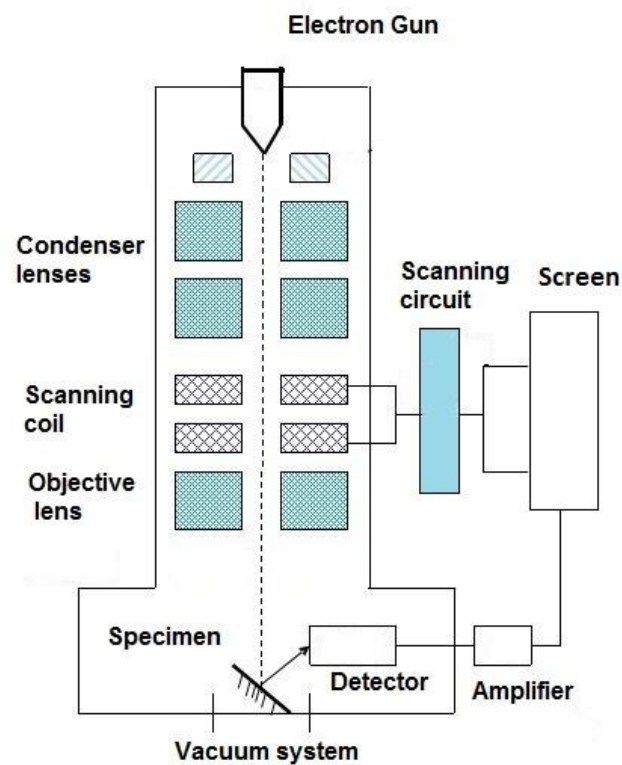 Electron Gun
Condenser
lenses
Scanning
circuit
Screen
Scanning
coil
Objective
lens
Specimen
Detector
Amplifier
Vacuum system